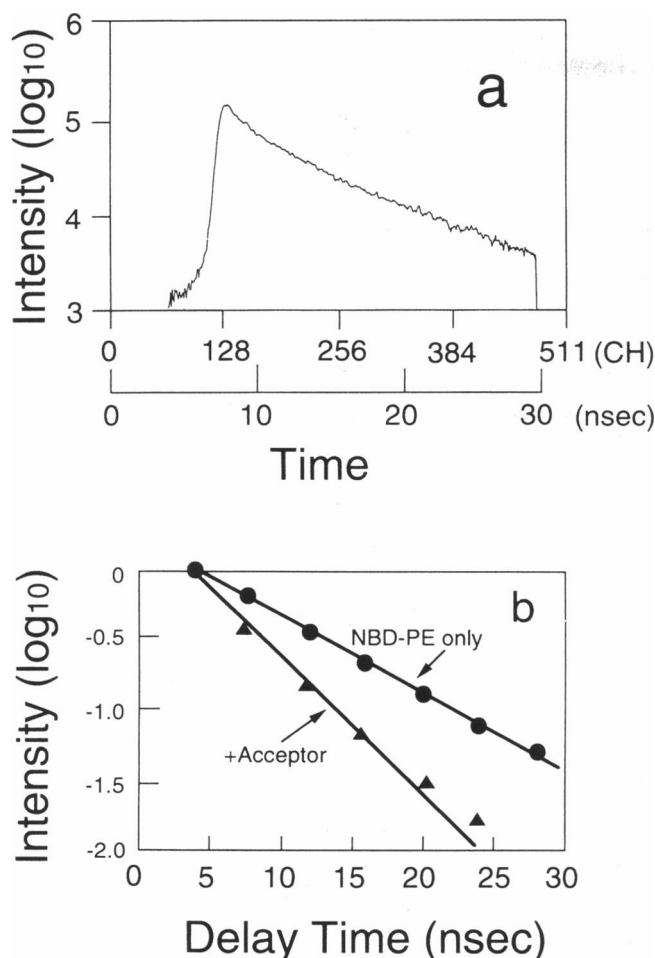 6
5
4
3
Intensity (log10)
a
0 128 256 384 511 (CH)
0 10 20 30 (nsec)
Time
0
-0.5
-1.0
-1.5
-2.0
Intensity (log10)
b
NBD-PE only
+Acceptor
0 5 10 15 20 25 30
Delay Time (nsec)